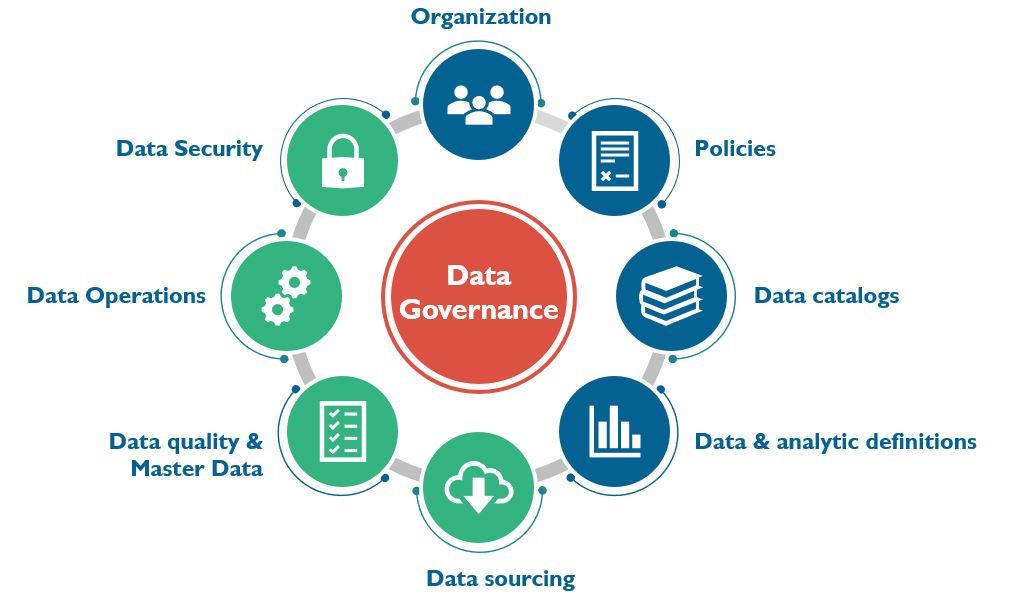 Organization
Data Security
Policies
Data
Governance
Data Operations
Data catalogs
Data quality &
Master Data
Data & analytic definitions
Data sourcing